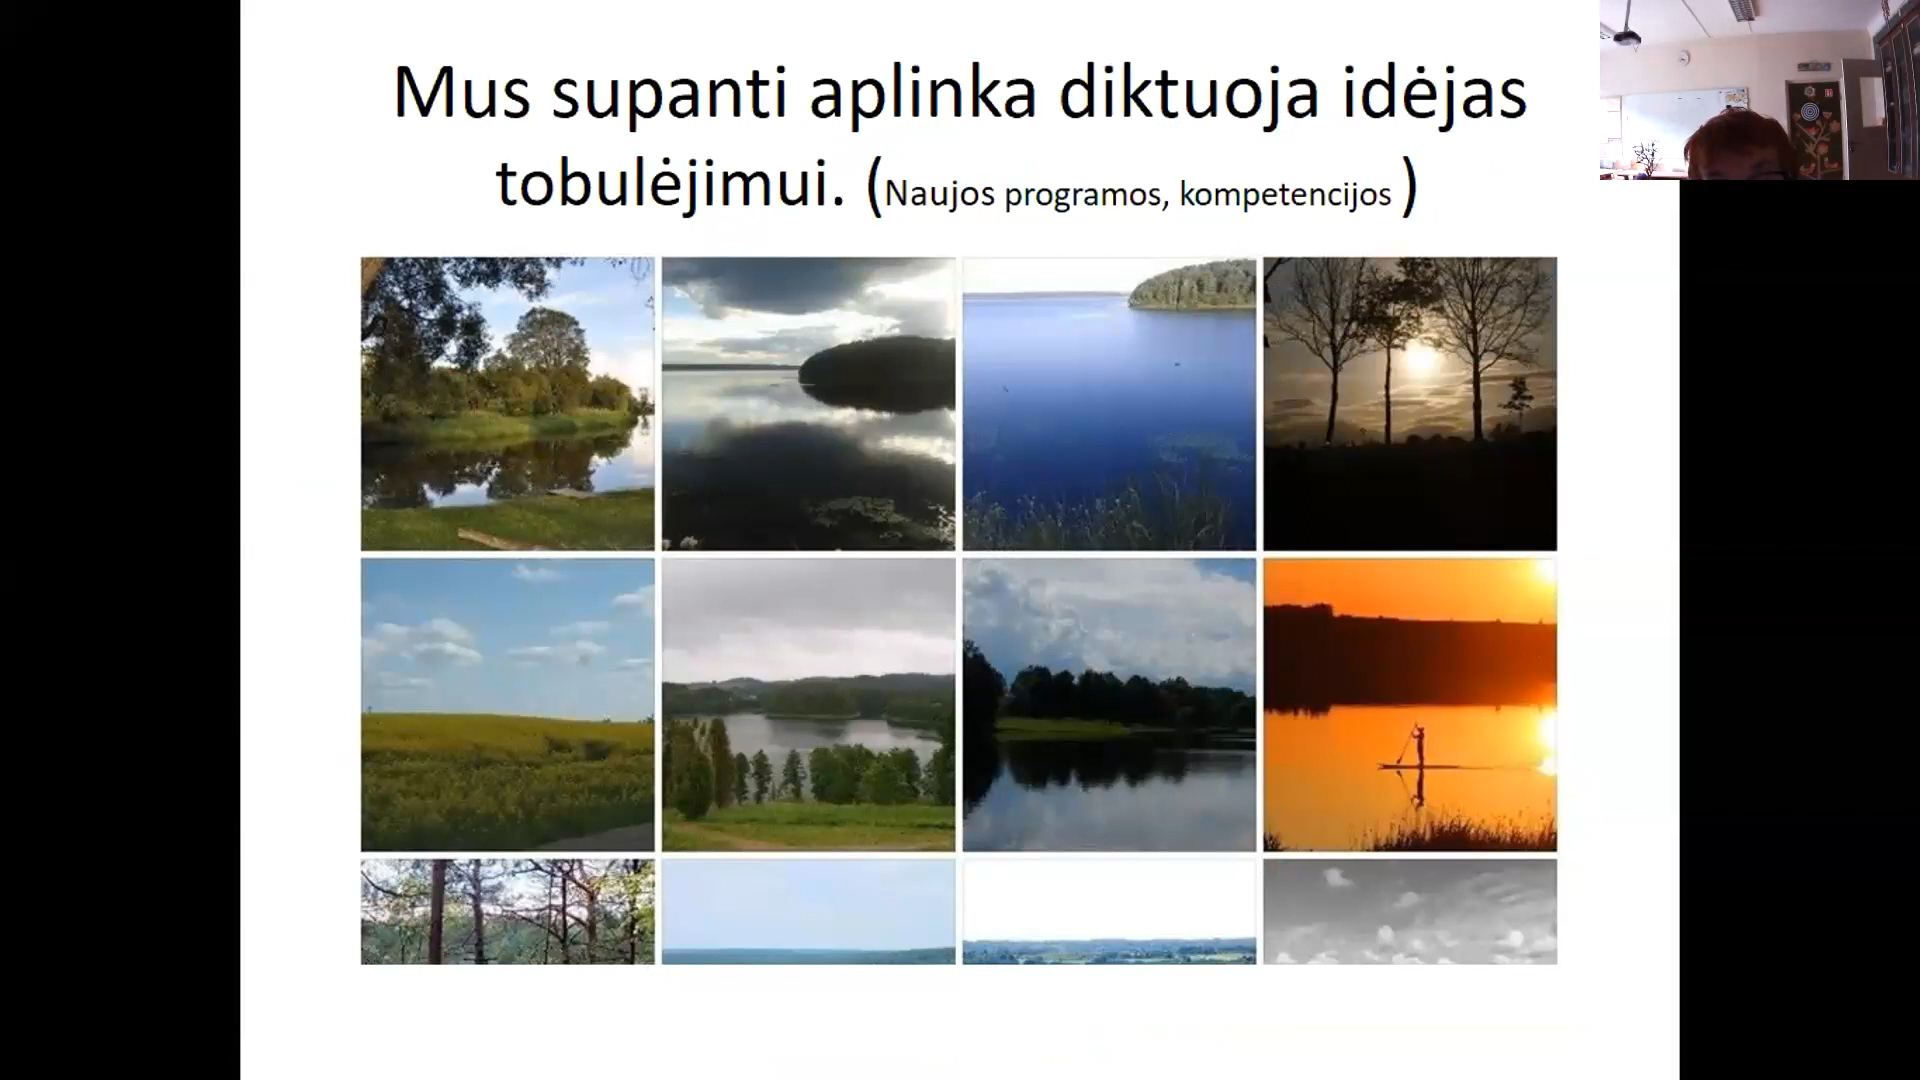 Mus supanti aplinka diktuoja idėjas
tobulėjimui. (Naujos programos, kompetencijos )